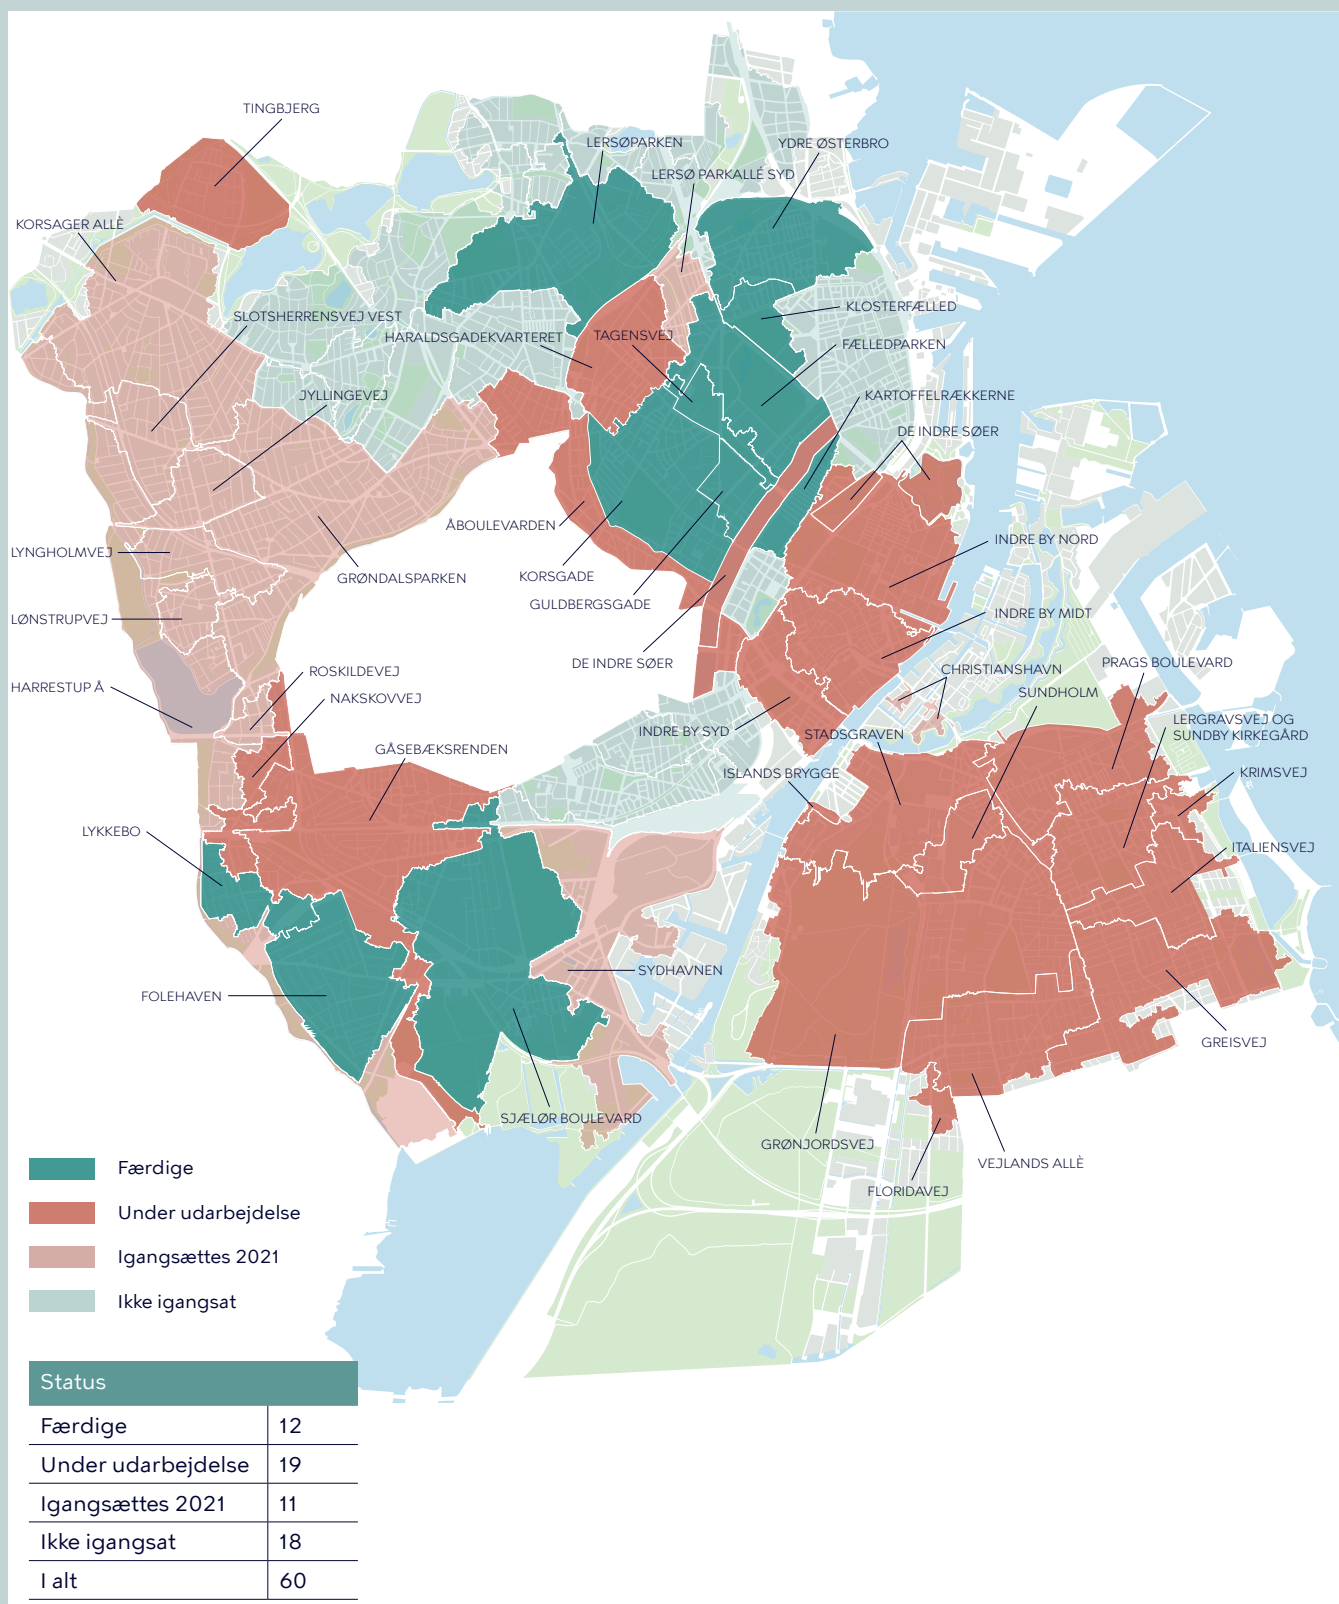 TINGBJERG
LERSØPARKEN
YDRE ØSTERBRO
LERSØ PARKALLÉ SYD
KORSAGER ALLÈ
KLOSTERFÆLLED
SLOTSHERRENSVEJ VEST
HARALDSGADEKVARTERET
TAGENSVEJ
FÆLLEDPARKEN
JYLLINGEVEJ
KARTOFFELRÆKKERNE
DE INDRE SØER
ÅBOULEVARDEN
INDRE BY NORD
LYNGHOLMVEJ
GRØNDALSPARKEN
KORSGADE
GULDBERGSGADE
LØNSTRUPVEJ
INDRE BY MIDT
DE INDRE SØER
ROSKILDEVEJ
CHRISTIANSHAVN
PRAGS BOULEVARD
HARRESTUP Å
NAKSKOVVEJ
SUNDHOLM
LERGRAVSVEJ OG
SUNDBY KIRKEGÅRD
INDRE BY SYD
STADSGRAVEN
GÅSEBÆKSRENDEN
ISLANDS BRYGGE
KRIMSVEJ
LYKKEBO
ITALIENSVEJ
SYDHAVNEN
FOLEHAVEN
GREISVEJ
SJÆLØR BOULEVARD
GRØNJORDSVEJ
VEJLANDS ALLÈ
FLORIDAVEJ
Færdige
Under udarbejdelse
Igangsættes 2021
Ikke igangsat
Status
Færdige 12
Under udarbejdelse 19
Igangsættes 2021 11
Ikke igangsat 18
I alt 60